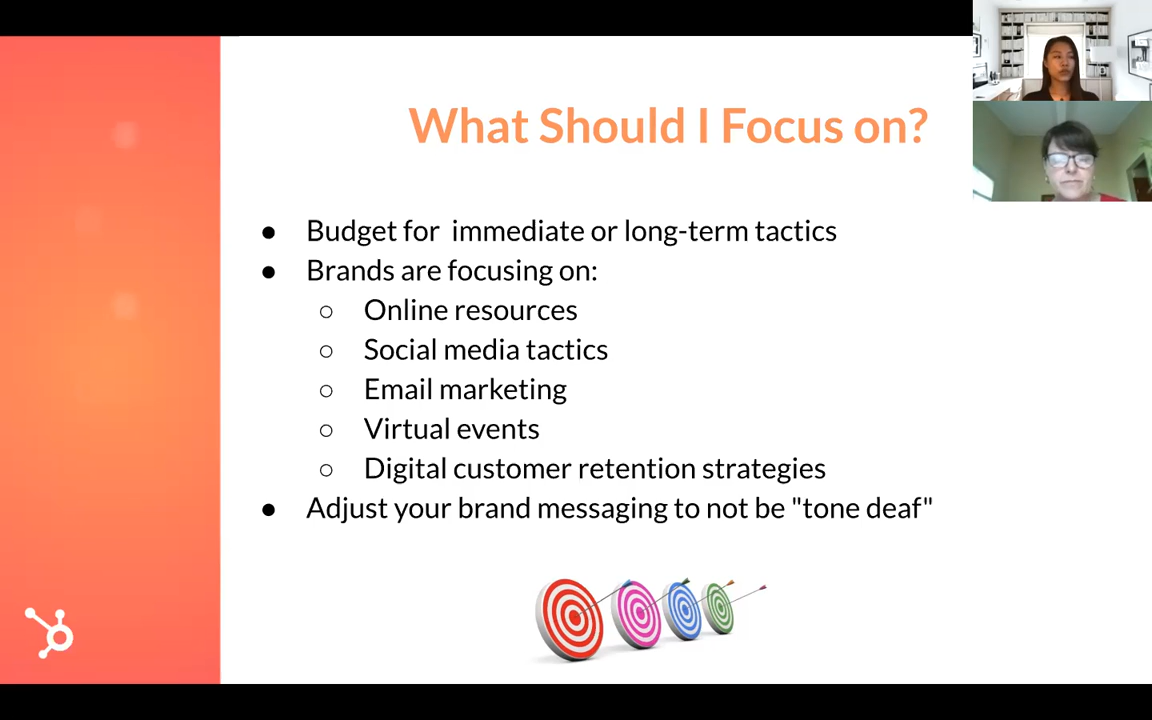 What Should I Focus on?
● Budget for  immediate or long-term tactics
● Brands are focusing on:
○ Online resources
○ Social media tactics
○ Email marketing
○ Virtual events
○ Digital customer retention strategies
● Adjust your brand messaging to not be "tone deaf"